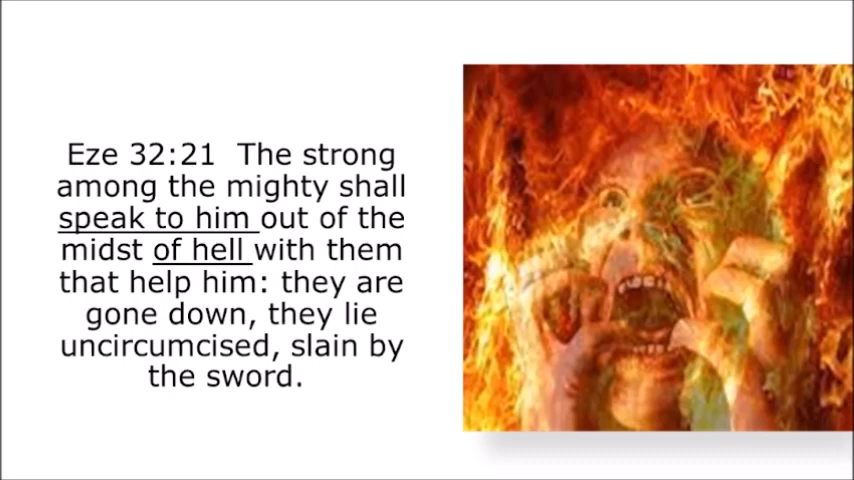 Eze 32:21  The strong
among the mighty shall
speak to him out of the
midst of hell with them
that help him: they are
gone down, they lie
uncircumcised, slain by
the sword.